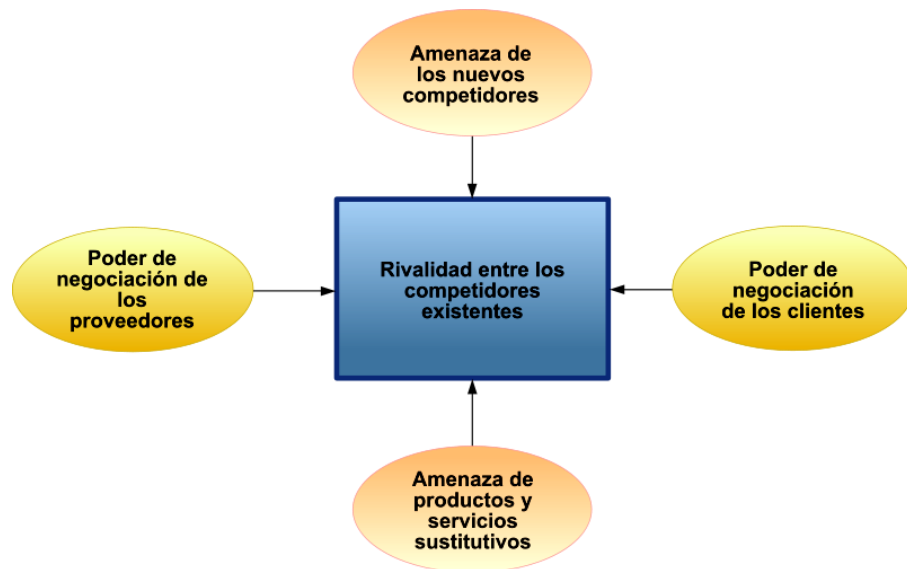 Amenaza de
los nuevos
competidores
Poder de
negociación de
los
proveedores
Rivalidad entre los
competidores
existentes
Poder de
negociación
de los clientes
Amenaza de
productos y
servicios
sustitutivos